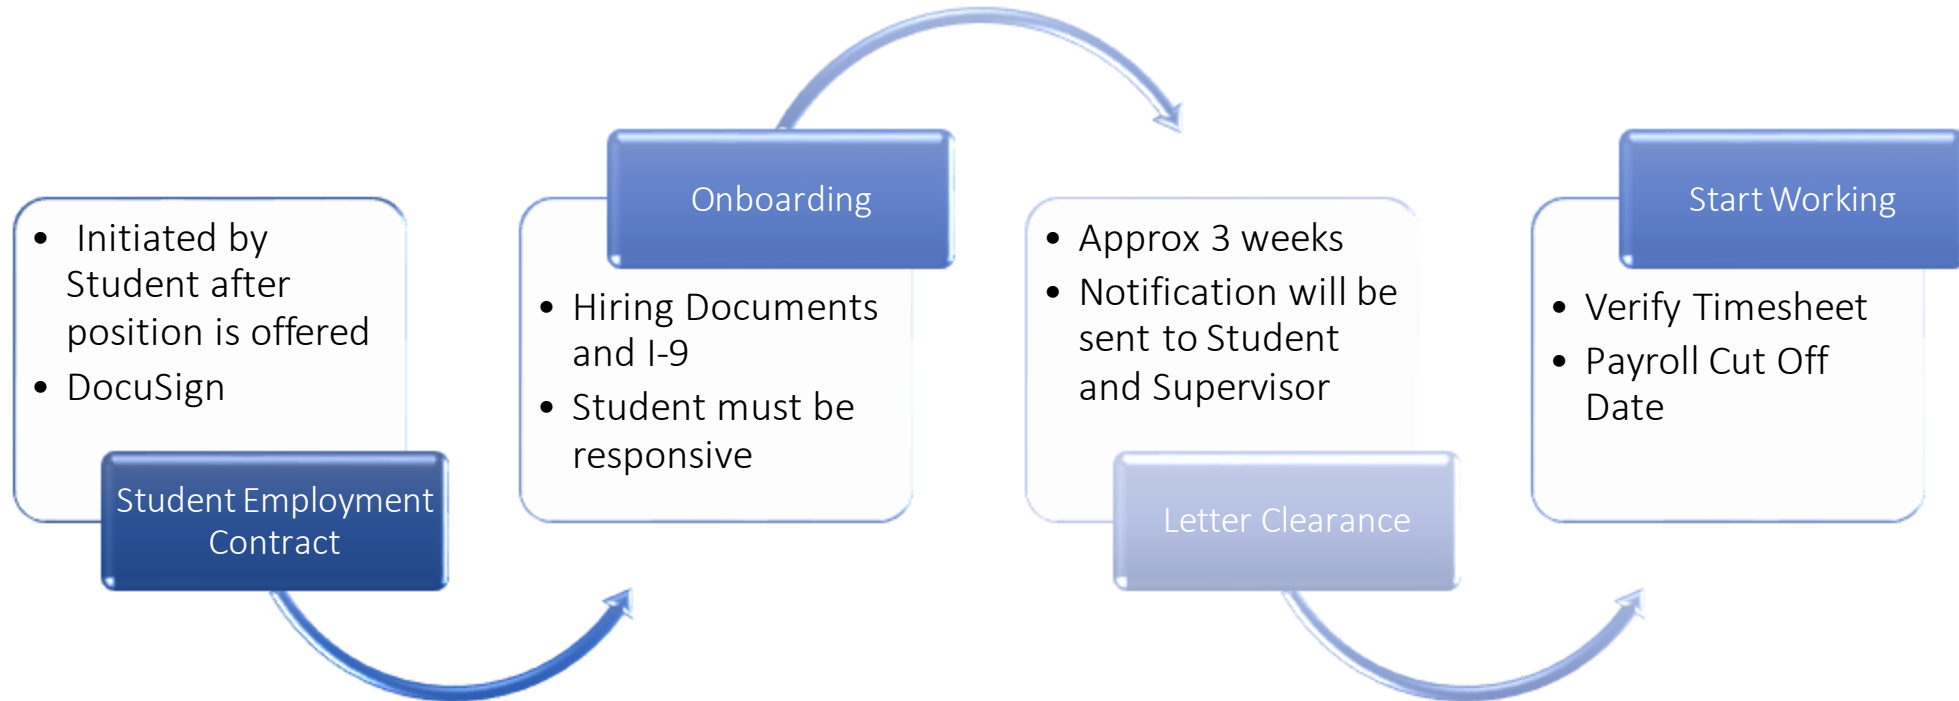 • Initiated by
Student after
position is offered
• DocuSign
Student Employment
Contract
Onboarding
• Hiring Documents
and I-9
• Student must be
responsive
• Approx 3 weeks
• Notification will be
sent to Student
and Supervisor
Letter Clearance
Start Working
• Verify Timesheet
• Payroll Cut Off
Date